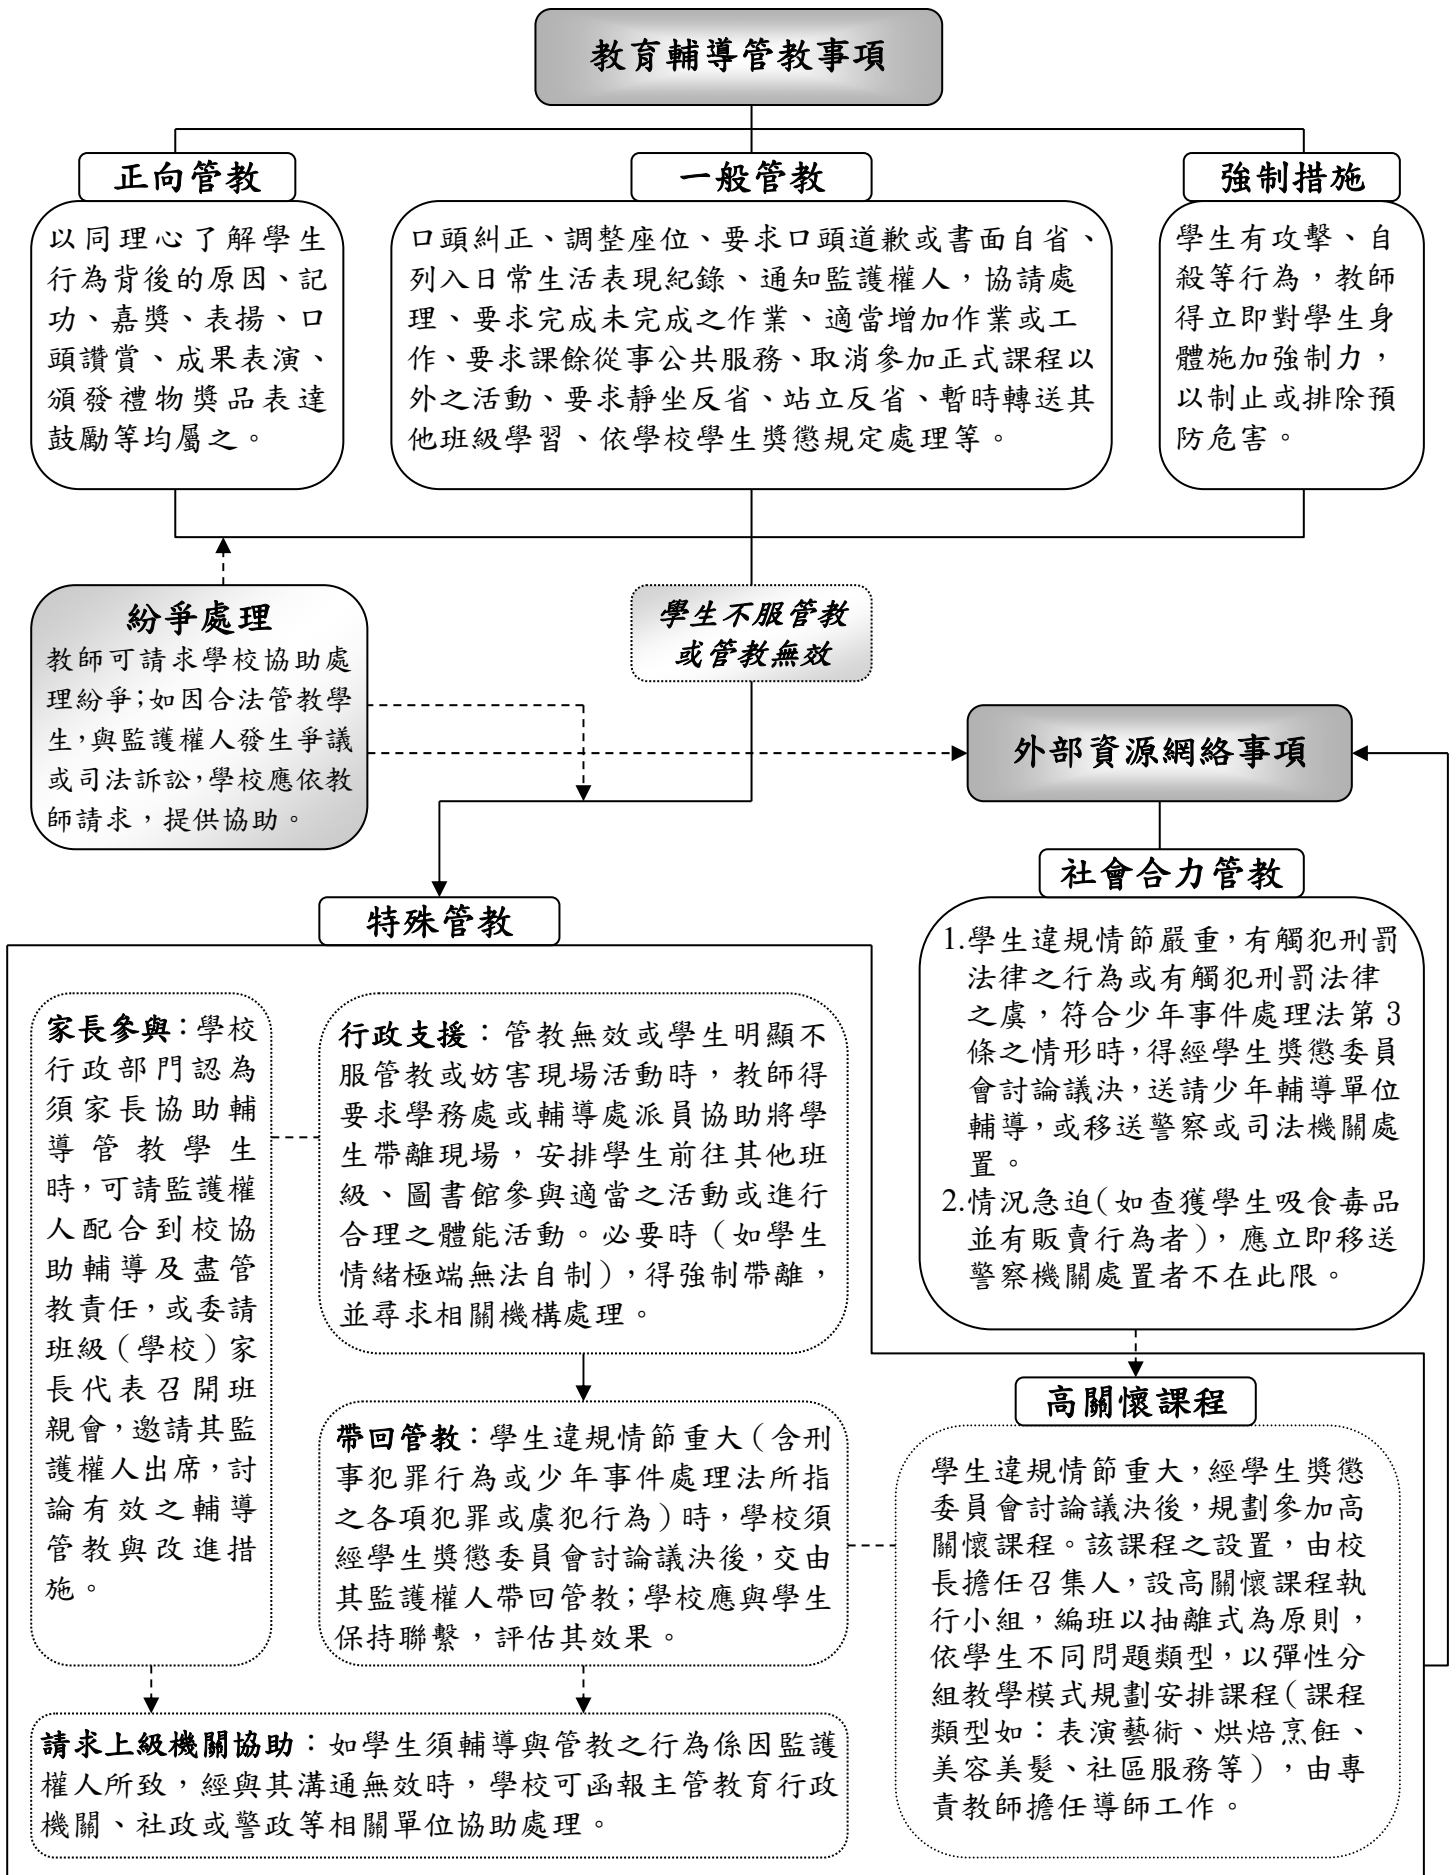 教育輔導管教事項
正向管教
以同理心了解學生
行為背後的原因、記
功、嘉獎、表揚、口
頭讚賞、成果表演、
頒發禮物獎品表達
鼓勵等均屬之。
一般管教
口頭糾正、調整座位、要求口頭道歉或書面自省、
列入日常生活表現紀錄、通知監護權人，協請處
理、要求完成未完成之作業、適當增加作業或工
作、要求課餘從事公共服務、取消參加正式課程以
外之活動、要求靜坐反省、站立反省、暫時轉送其
他班級學習、依學校學生獎懲規定處理等。
強制措施
學生有攻擊、自
殺等行為，教師
得立即對學生身
體施加強制力，
以制止或排除預
防危害。
紛爭處理
教師可請求學校協助處
理紛爭；如因合法管教學
生，與監護權人發生爭議
或司法訴訟，學校應依教
師請求，提供協助。
學生不服管教
或管教無效
外部資源網絡事項
社會合力管教
1.學生違規情節嚴重，有觸犯刑罰
法律之行為或有觸犯刑罰法律
之虞，符合少年事件處理法第 3
條之情形時，得經學生獎懲委員
會討論議決，送請少年輔導單位
輔導，或移送警察或司法機關處
置。
2.情況急迫（如查獲學生吸食毒品
並有販賣行為者），應立即移送
警察機關處置者不在此限。
特殊管教
家長參與：學校
行政部門認為
須家長協助輔
導管教學生
時，可請監護權
人配合到校協
助輔導及盡管
教責任，或委請
班級（學校）家
長代表召開班
親會，邀請其監
護權人出席，討
論有效之輔導
管教與改進措
施。
行政支援：管教無效或學生明顯不
服管教或妨害現場活動時，教師得
要求學務處或輔導處派員協助將學
生帶離現場，安排學生前往其他班
級、圖書館參與適當之活動或進行
合理之體能活動。必要時（如學生
情緒極端無法自制），得強制帶離，
並尋求相關機構處理。
帶回管教：學生違規情節重大（含刑
事犯罪行為或少年事件處理法所指
之各項犯罪或虞犯行為）時，學校須
經學生獎懲委員會討論議決後，交由
其監護權人帶回管教；學校應與學生
保持聯繫，評估其效果。
請求上級機關協助：如學生須輔導與管教之行為係因監護
權人所致，經與其溝通無效時，學校可函報主管教育行政
機關、社政或警政等相關單位協助處理。
高關懷課程
學生違規情節重大，經學生獎懲
委員會討論議決後，規劃參加高
關懷課程。該課程之設置，由校
長擔任召集人，設高關懷課程執
行小組，編班以抽離式為原則，
依學生不同問題類型，以彈性分
組教學模式規劃安排課程（課程
類型如：表演藝術、烘焙烹飪、
美容美髮、社區服務等），由專
責教師擔任導師工作。